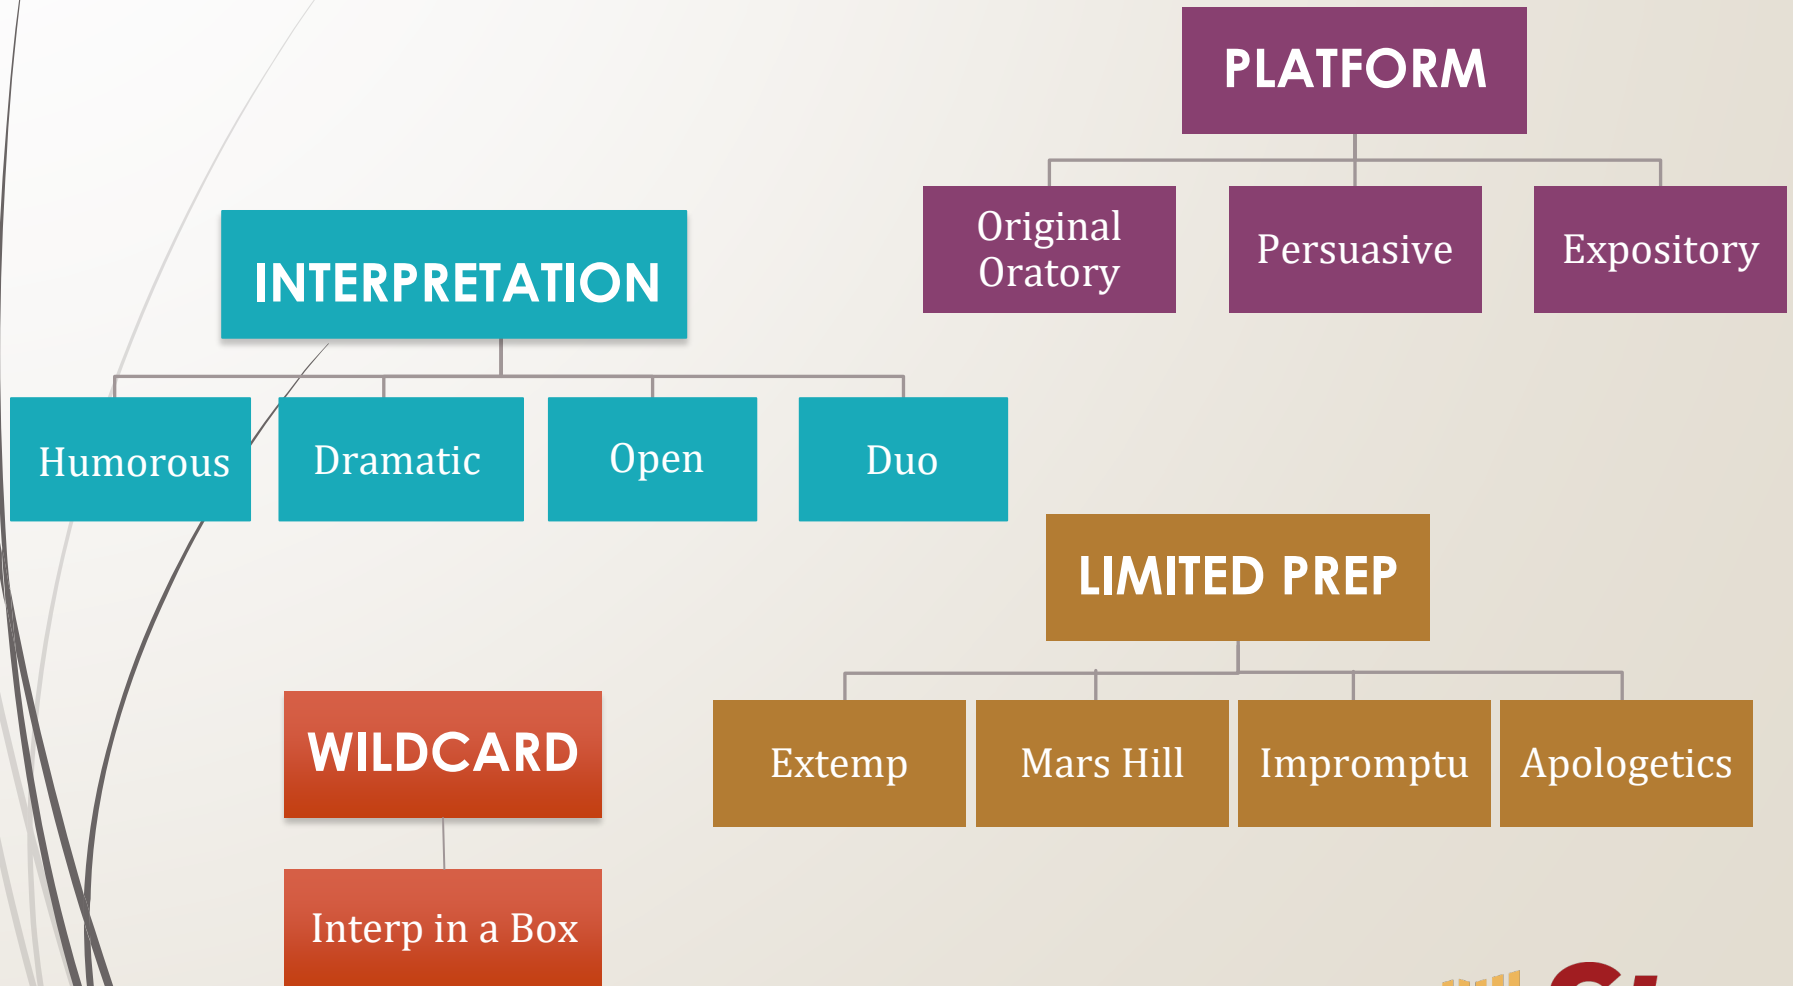 PLATFORM
Original
Oratory
Persuasive
Expository
INTERPRETATION
Humorous
Dramatic
Open
Duo
LIMITED PREP
Extemp
Mars Hill
Impromptu
Apologetics
WILDCARD
Interp in a Box